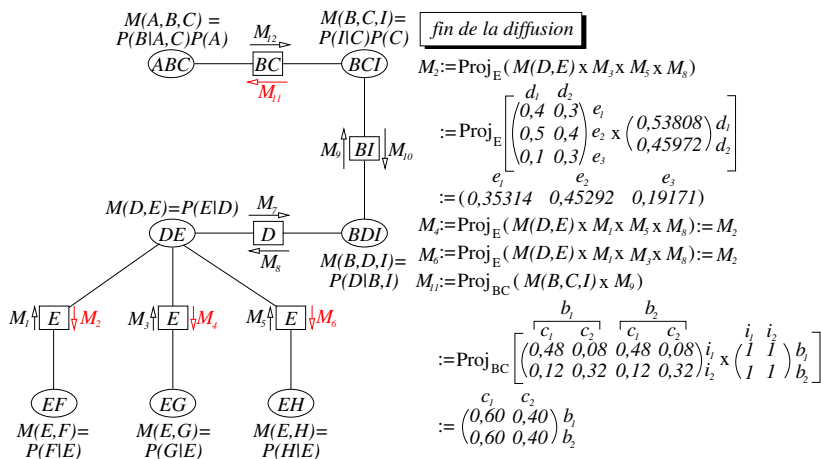 M(A,B,C) =
P(B|A,C)P(A)
M(B,C,I)=
P(I|C)P(C)
fin de la diffusion
M₁₂
ABC
BC
BCI
M₁₁
M₂:=Proj_E(M(D,E) x M₃ x M₅ x M₈)
d₁ d₂
:=Proj_E[(0,4 0,3
0,5 0,4
0,1 0,3) e₁ e₂ e₃ x (0,53808
0,45972) d₁ d₂]
M₉
BI
M₁₀
e₁ e₂ e₃
:=(0,35314 0,45292 0,19171)
M(D,E)=P(E|D)
M₇
M₄:=Proj_E(M(D,E) x M₁ x M₅ x M₈):=M₂
DE
D
BDI
M₈
M₆:=Proj_E(M(D,E) x M₁ x M₃ x M₈):=M₂
M(B,D,I)=
P(D|B,I)
M₁₁:=Proj_BC(M(B,C,I) x M₉)
M₁ E M₂
M₃ E M₄
M₅ E M₆
b₁ b₂
c₁ c₂ c₁ c₂ i₁ i₂
:=Proj_BC[(0,48 0,08 0,48 0,08
0,12 0,32 0,12 0,32) i₁ i₂ x (1 1
1 1) b₁ b₂]
EF
EG
EH
M(E,F)=
P(F|E)
M(E,G)=
P(G|E)
M(E,H)=
P(H|E)
c₁ c₂
:= (0,60 0,40
0,60 0,40) b₁ b₂